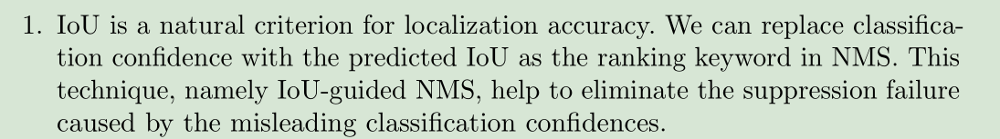 1. IoU is a natural criterion for localization accuracy. We can replace classifica-
tion confidence with the predicted IoU as the ranking keyword in NMS. This
technique, namely IoU-guided NMS, help to eliminate the suppression failure
caused by the misleading classification confidences.